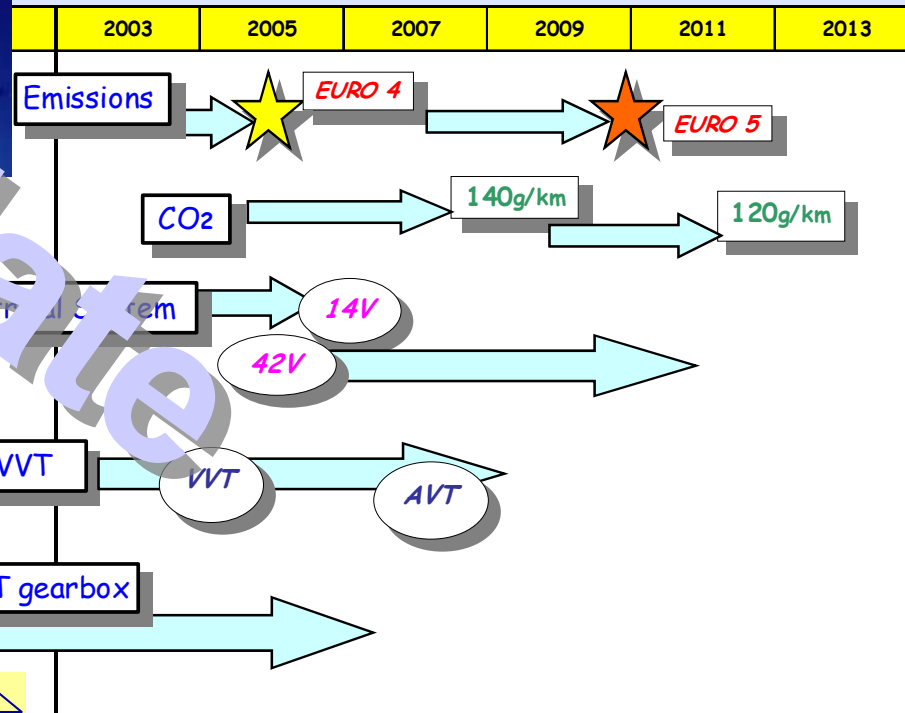 2003 2005 2007 2009 2011 2013
Emissions
EURO 4
EURO 5
CO2
140g/km
120g/km
14V
42V
VVT
VVT
AVT
gearbox
ate